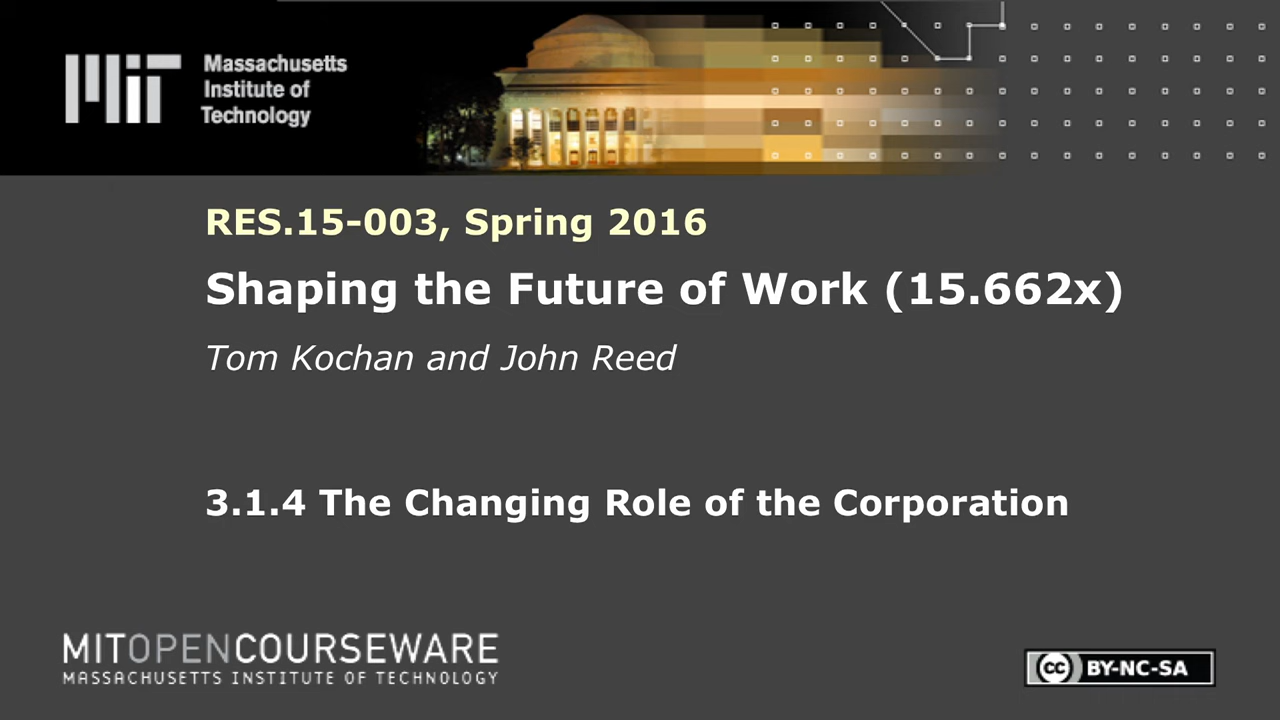 MIT
Massachusetts
Institute of
Technology
RES.15-003, Spring 2016
Shaping the Future of Work (15.662x)
Tom Kochan and John Reed
3.1.4 The Changing Role of the Corporation
MITOPENCOURSEWARE
MASSACHUSETTS INSTITUTE OF TECHNOLOGY
cc BY-NC-SA